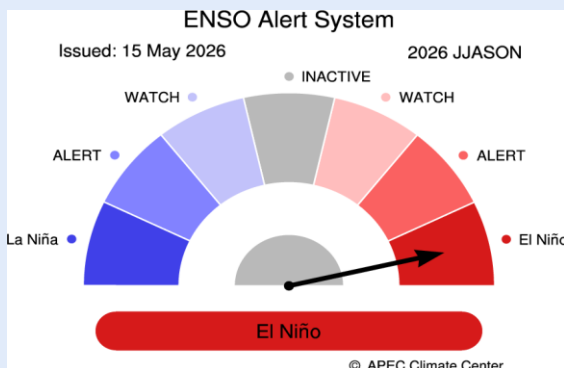 ENSO Alert System
Issued: 15 May 2026
2026 JJASON
INACTIVE
WATCH
WATCH
ALERT
ALERT
La Niña
El Niño
El Niño
© APEC Climate Center